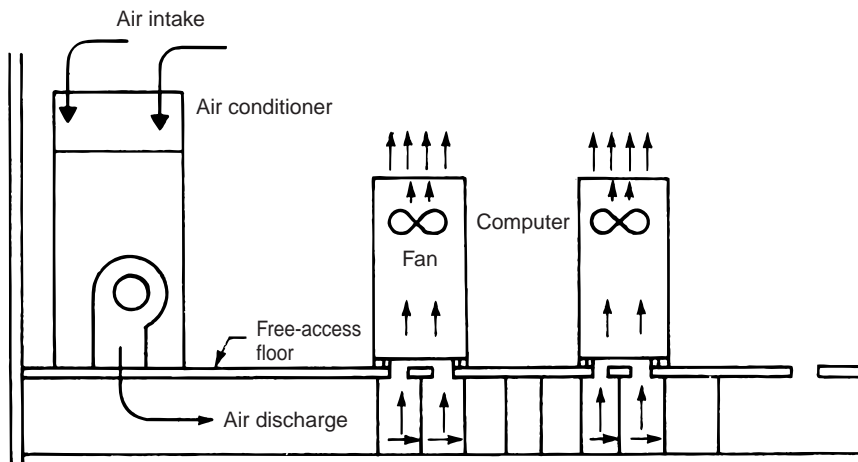 Air intake
Air conditioner
Computer
Fan
Free-access
floor
Air discharge